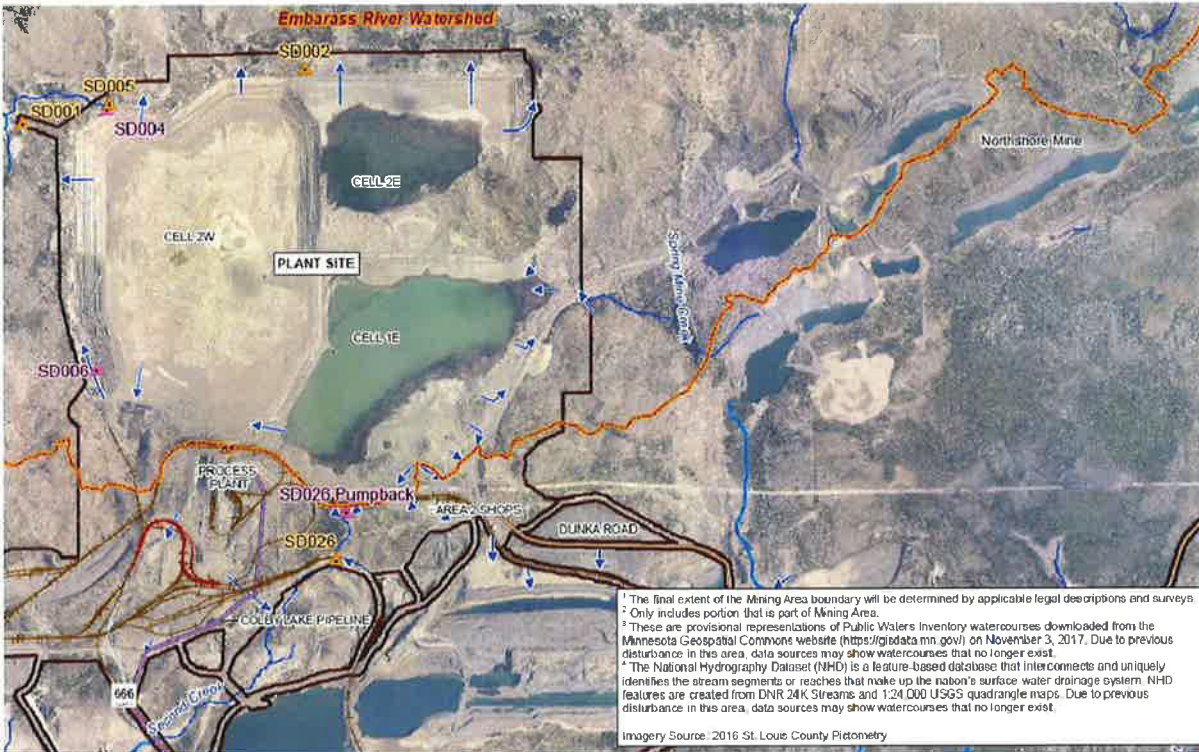 Embarass River Watershed
SD002
SD005
SD001
SD004
Northshore Mine
CELL 2E
CELL 2W
Spring Mine Creek
PLANT SITE
CELL 1E
SD006
PROCESS
PLANT
SD026 Pumpback
AREA 2 SHOPS
DUNKA ROAD
SD026
COLBY LAKE PIPELINE
666
Second Creek
1 The final extent of the Mining Area boundary will be determined by applicable legal descriptions and surveys
2 Only includes portion that is part of Mining Area.
3 These are provisional representations of Public Waters Inventory watercourses downloaded from the
Minnesota Geospatial Commons website (https://gisdata.mn.gov/) on November 3, 2017. Due to previous
disturbance in this area, data sources may show watercourses that no longer exist.
4 The National Hydrography Dataset (NHD) is a feature-based database that interconnects and uniquely
identifies the stream segments or reaches that make up the nation's surface water drainage system. NHD
features are created from DNR 24K Streams and 1:24,000 USGS quadrangle maps. Due to previous
disturbance in this area, data sources may show watercourses that no longer exist.
Imagery Source: 2016 St. Louis County Pictometry